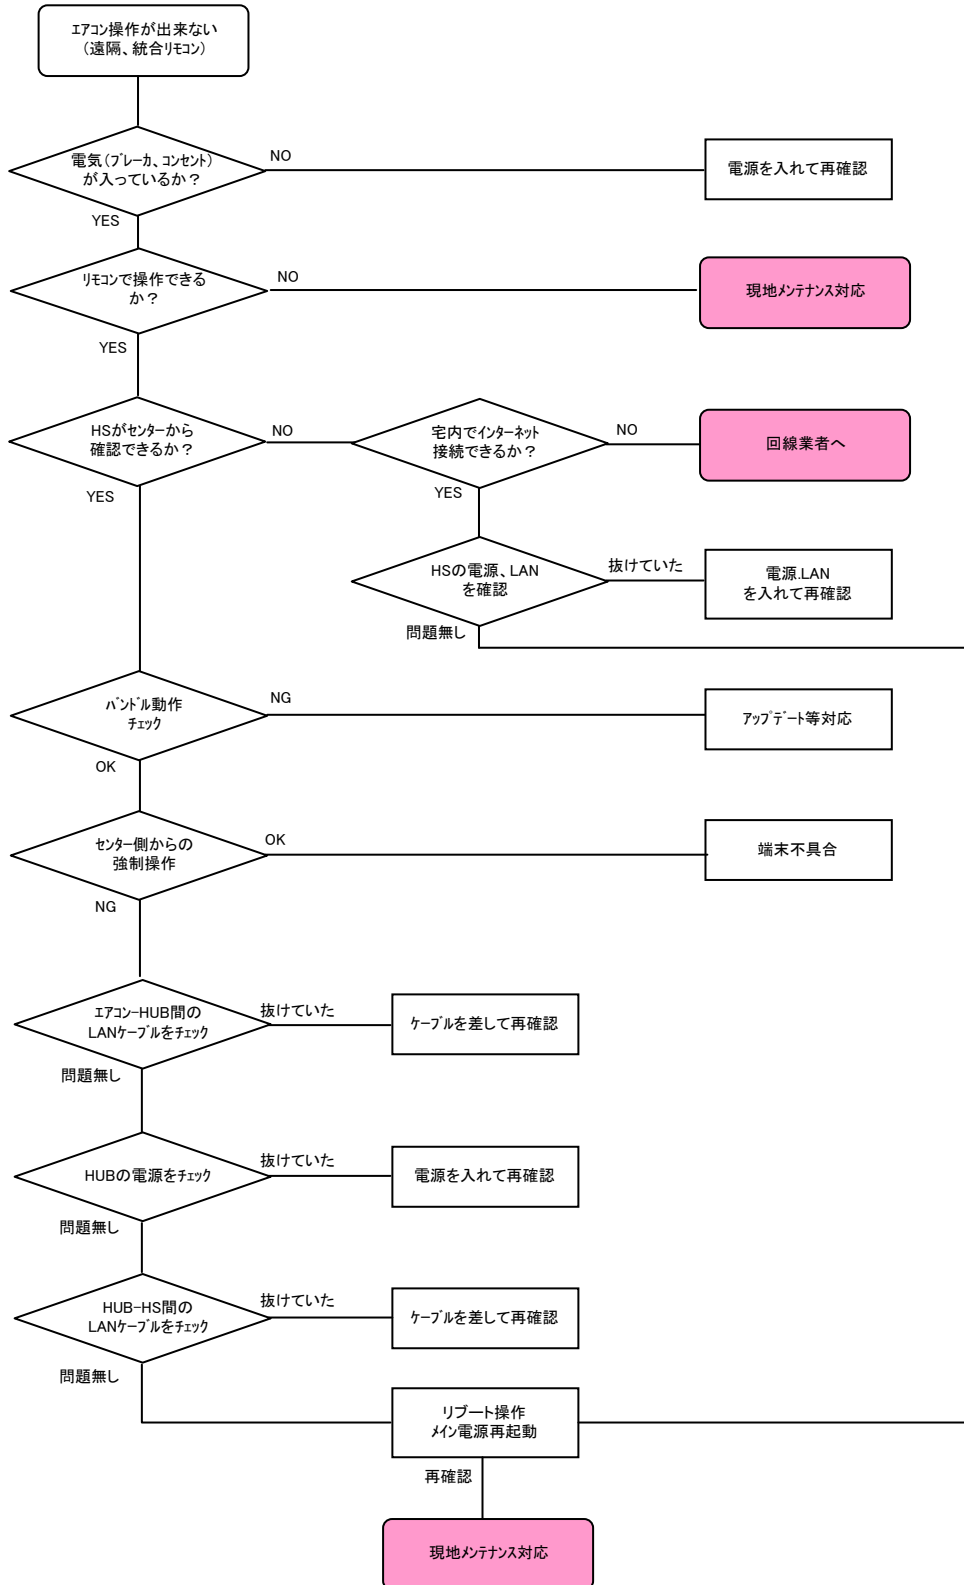 ｴｱｺﾝ操作が出来ない
（遠隔、統合ﾘﾓｺﾝ）
電気（ﾌﾞﾚｰｶ、ｺﾝｾﾝﾄ）
が入っているか？
NO
電源を入れて再確認
YES
ﾘﾓｺﾝで操作できる
か？
NO
現地ﾒﾝﾃﾅﾝｽ対応
YES
HSがｾﾝﾀｰから
確認できるか？
NO
宅内でｲﾝﾀｰﾈｯﾄ
接続できるか？
NO
回線業者へ
YES
YES
HSの電源、LAN
を確認
抜けていた
電源.LAN
を入れて再確認
問題無し
ﾊﾞﾝﾄﾞﾙ動作
ﾁｪｯｸ
NG
ｱｯﾌﾟﾃﾞｰﾄ等対応
OK
ｾﾝﾀｰ側からの
強制操作
OK
端末不具合
NG
ｴｱｺﾝ-HUB間の
LANｹｰﾌﾞﾙをﾁｪｯｸ
抜けていた
ｹｰﾌﾞﾙを差して再確認
問題無し
HUBの電源をﾁｪｯｸ
抜けていた
電源を入れて再確認
問題無し
HUB-HS間の
LANｹｰﾌﾞﾙをﾁｪｯｸ
抜けていた
ｹｰﾌﾞﾙを差して再確認
問題無し
リブート操作
ﾒｲﾝ電源再起動
再確認
現地ﾒﾝﾃﾅﾝｽ対応